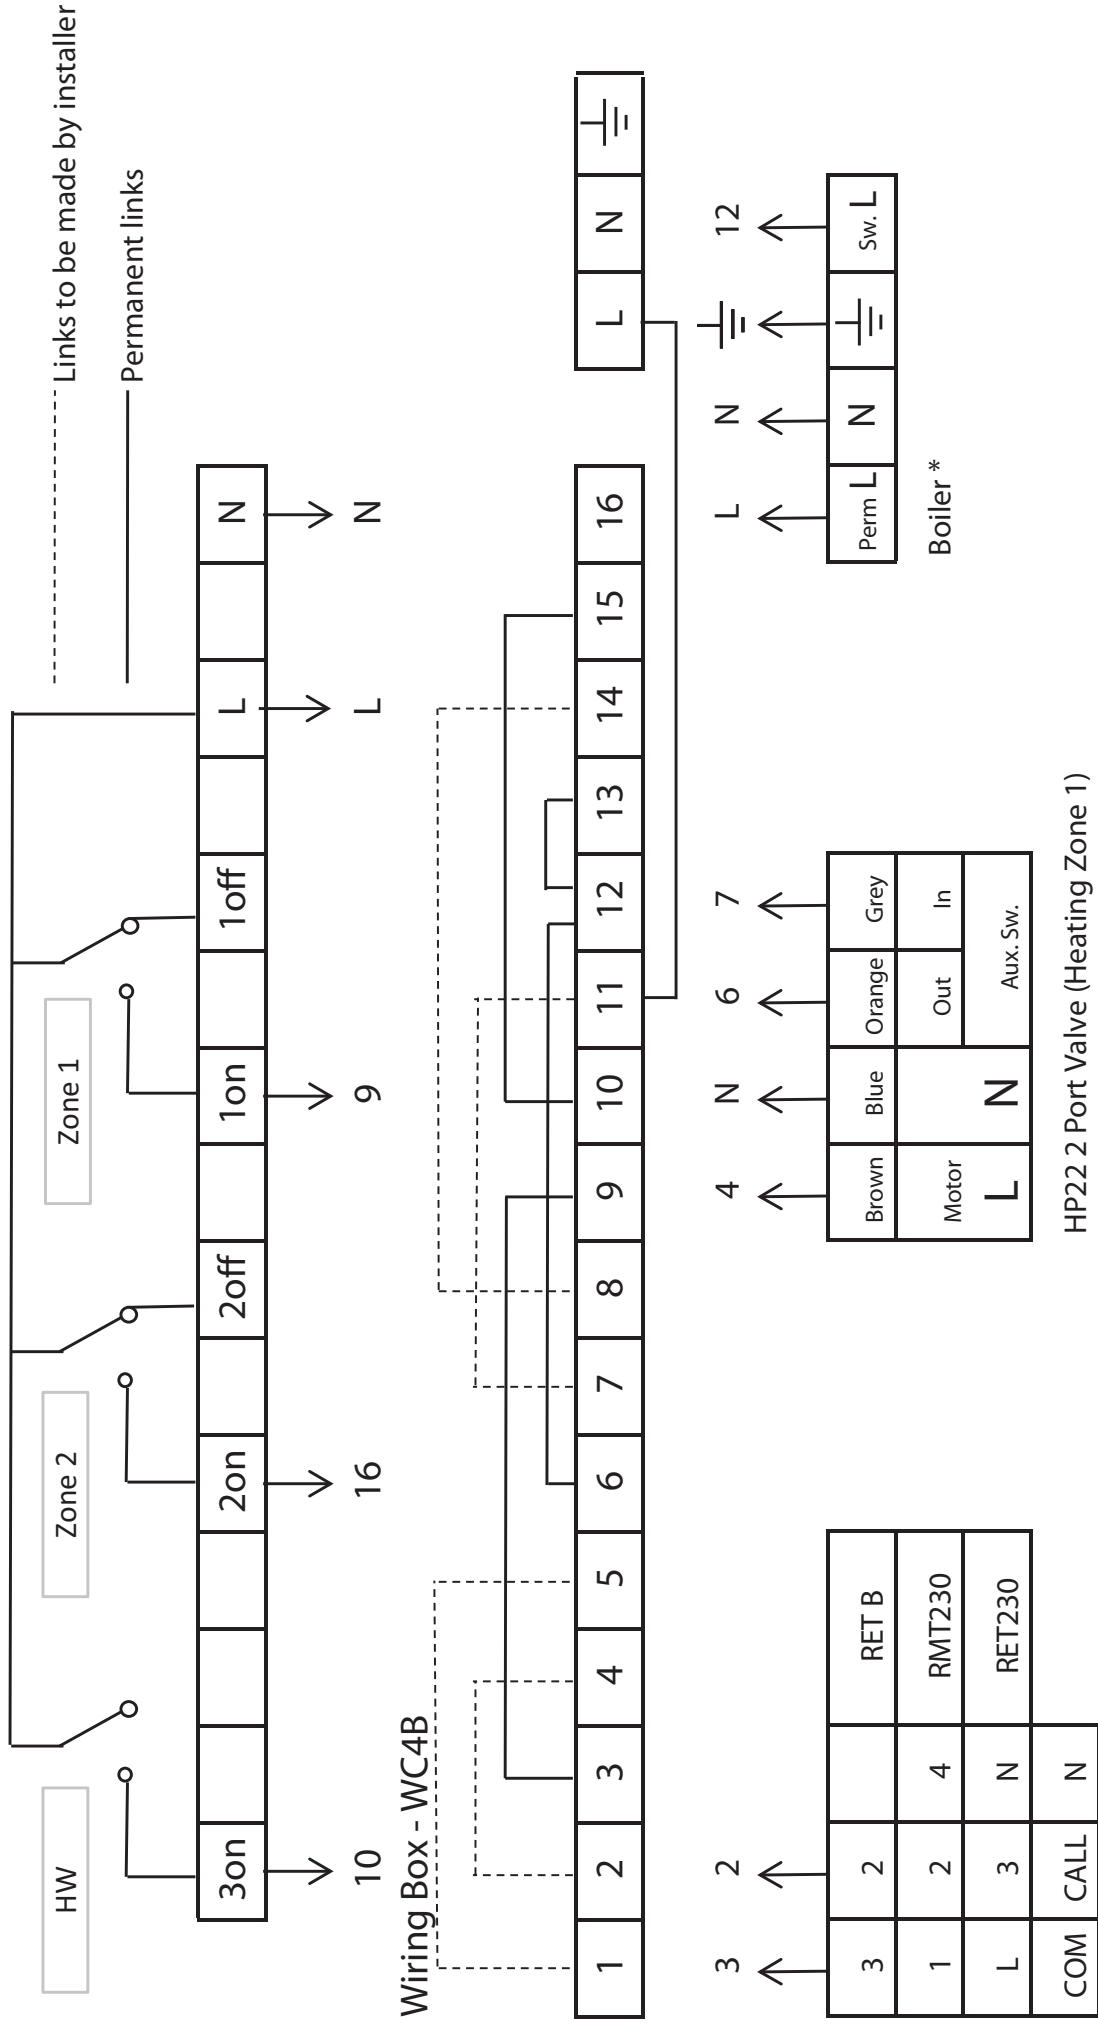 Links to be made by installer
Permanent links
HW
Zone 2
Zone 1
3on
2on
2off
1on
1off
L
N
10
16
9
L
N
Wiring Box - WC4B
1 2 3 4 5 6 7 8 9 10 11 12 13 14 15 16
L N
3 2
3 2 RET B
1 2 4 RMT230
L 3 N RET230
COM CALL N
4 N 6 7
Brown Blue Orange Grey
Motor Out In
L N Aux. Sw.
HP22 2 Port Valve (Heating Zone 1)
L N 12
Perm L N Sw. L
Boiler *